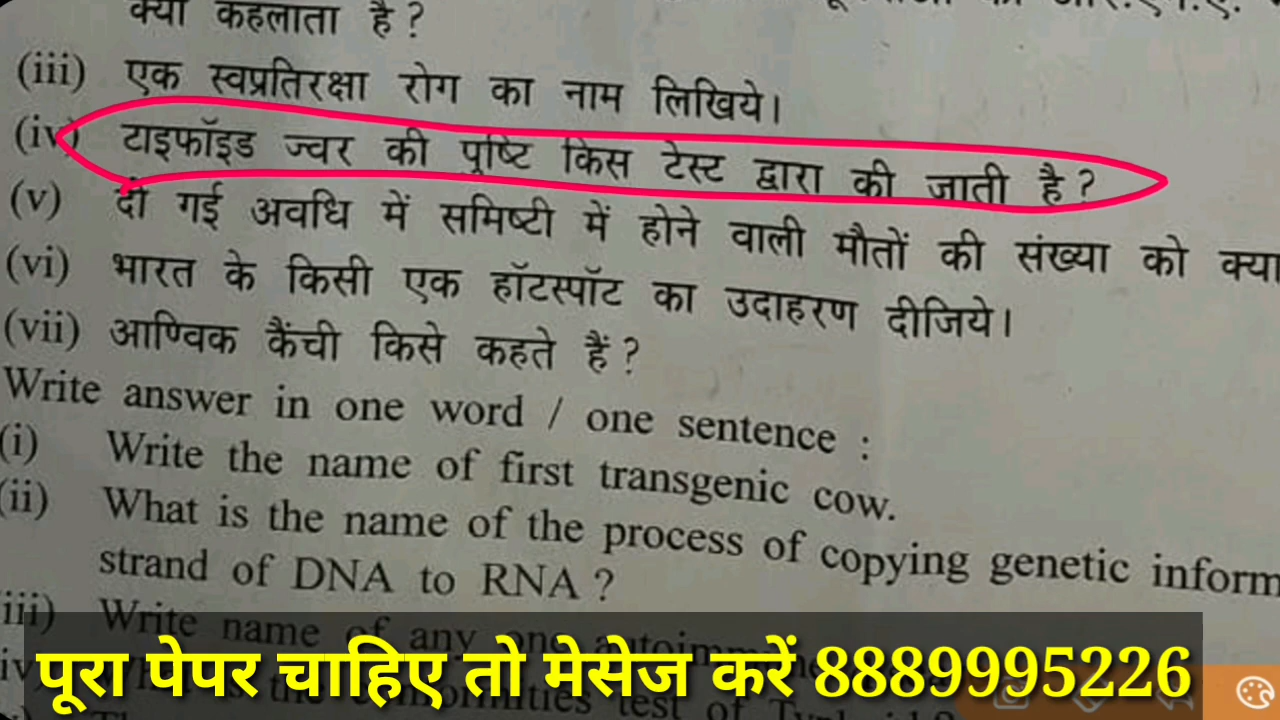 क्या कहलाता है ?
(iii) एक स्वप्रतिरक्षा रोग का नाम लिखिये।
(iv) टाइफॉइड ज्वर की पुष्टि किस टेस्ट द्वारा की जाती है ?
(v) दी गई अवधि में समिष्टी में होने वाली मौतों की संख्या को क्या
(vi) भारत के किसी एक हॉटस्पॉट का उदाहरण दीजिये।
(vii) आण्विक कैंची किसे कहते हैं ?
Write answer in one word / one sentence :
(i) Write the name of first transgenic cow.
(ii) What is the name of the process of copying genetic inform
strand of DNA to RNA ?
iii) Write name of any one
पूरा पेपर चाहिए तो मेसेज करें 8889995226
test of